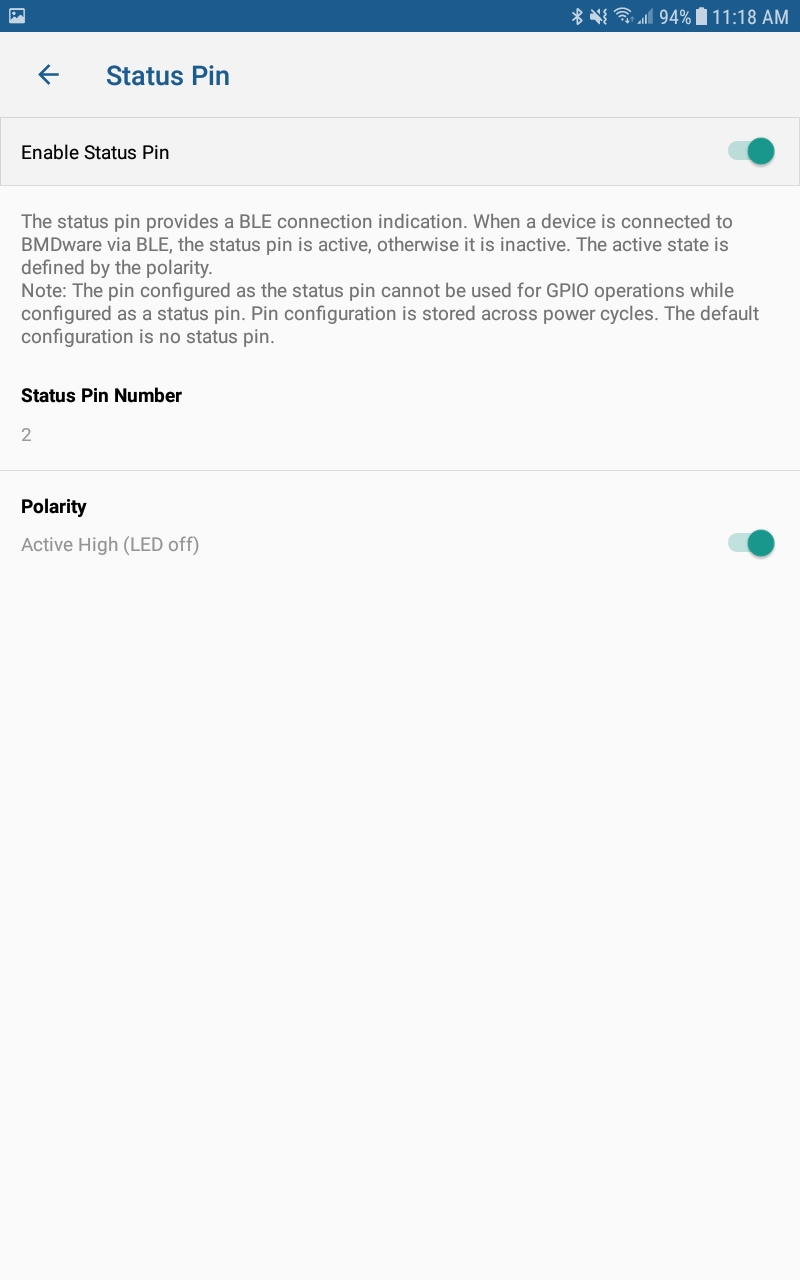 94% 11:18 AM
Status Pin
Enable Status Pin
The status pin provides a BLE connection indication. When a device is connected to
BMDware via BLE, the status pin is active, otherwise it is inactive. The active state is
defined by the polarity.
Note: The pin configured as the status pin cannot be used for GPIO operations while
configured as a status pin. Pin configuration is stored across power cycles. The default
configuration is no status pin.
Status Pin Number
2
Polarity
Active High (LED off)